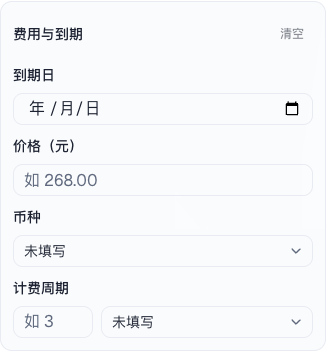 费用与到期 清空
到期日
年 /月/日
价格（元）
如 268.00
币种
未填写
计费周期
如 3 未填写